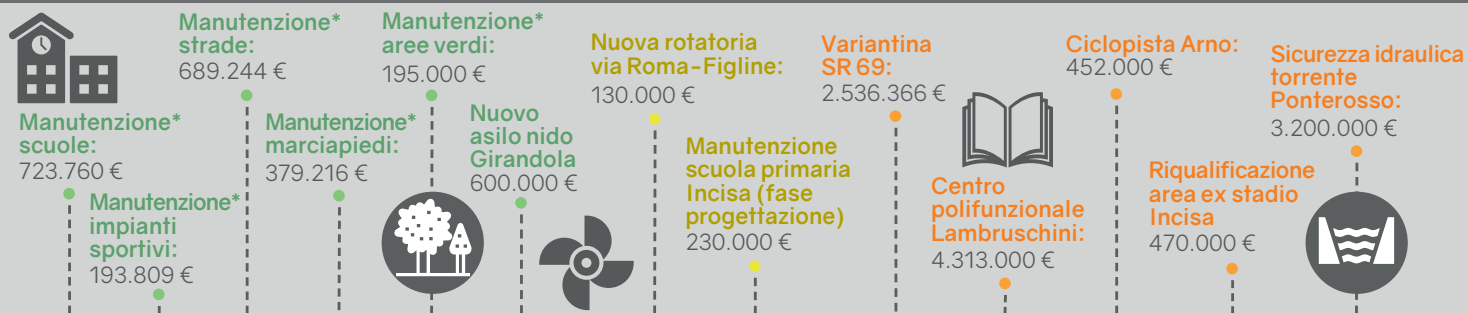 Manutenzione*
scuole:
723.760 €
Manutenzione*
impianti
sportivi:
193.809 €
Manutenzione*
strade:
689.244 €
Manutenzione*
marciapiedi:
379.216 €
Manutenzione*
aree verdi:
195.000 €
Nuovo
asilo nido
Girandola
600.000 €
Nuova rotatoria
via Roma-Figline:
130.000 €
Manutenzione
scuola primaria
Incisa (fase
progettazione)
230.000 €
Variantina
SR 69:
2.536.366 €
Centro
polifunzionale
Lambruschini:
4.313.000 €
Ciclopista Arno:
452.000 €
Riqualificazione
area ex stadio
Incisa
470.000 €
Sicurezza idraulica
torrente
Ponterosso:
3.200.000 €